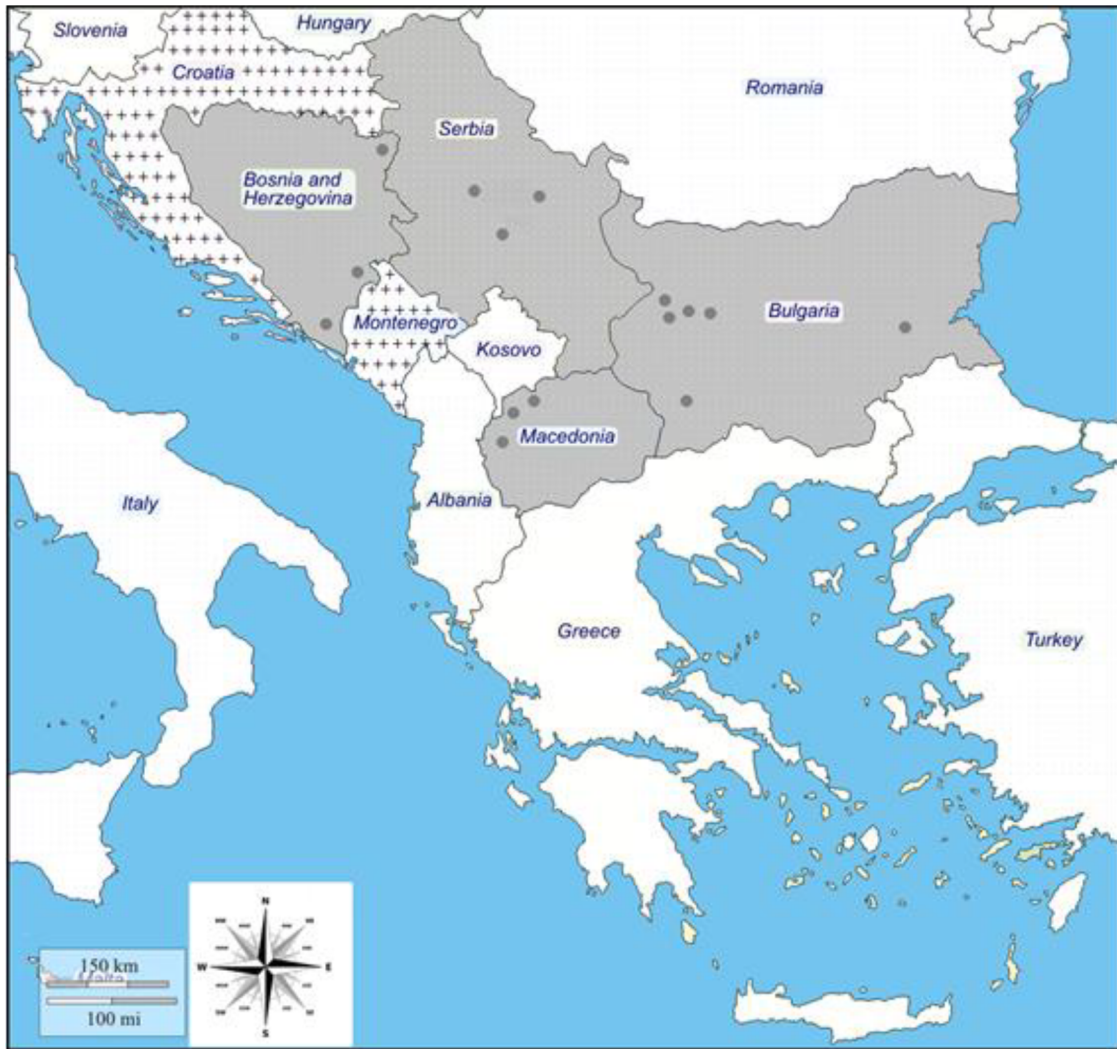 Slovenia
Hungary
Croatia
Romania
Serbia
Bosnia and
Herzegovina
Montenegro
Bulgaria
Kosovo
Macedonia
Italy
Albania
Greece
Turkey
N
W
E
S
150 km
100 mi